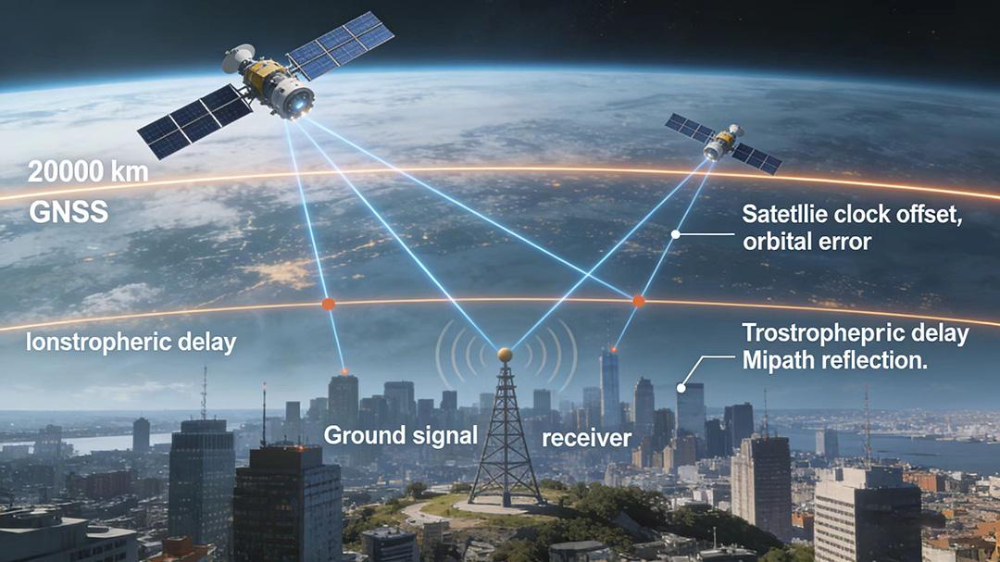 20000 km
GNSS
Satetllie clock offset,
orbital error
Ionstropheric delay
Trostrophepric delay
Mipath reflection.
Ground signal receiver